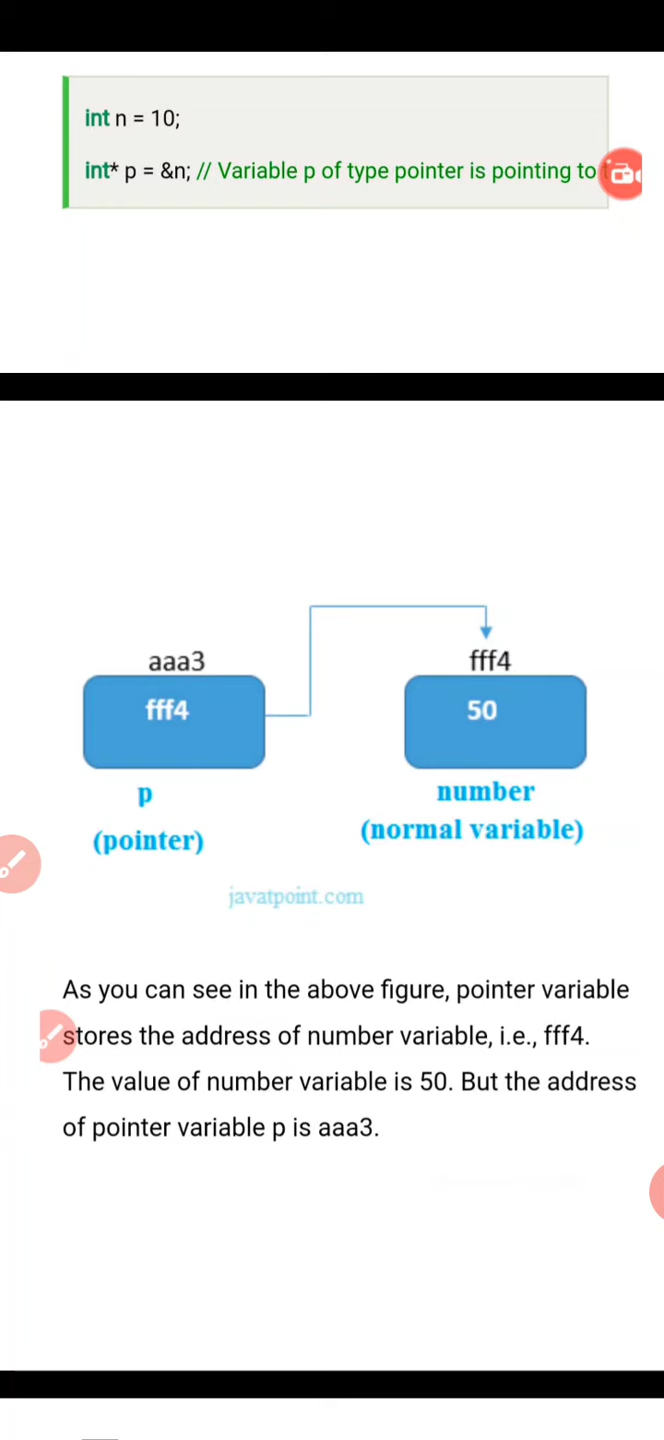 int n = 10;
int* p = &n; // Variable p of type pointer is pointing to
aaa3
fff4
fff4
50
p
number
(pointer)
(normal variable)
javatpoint.com
As you can see in the above figure, pointer variable
stores the address of number variable, i.e., fff4.
The value of number variable is 50. But the address
of pointer variable p is aaa3.